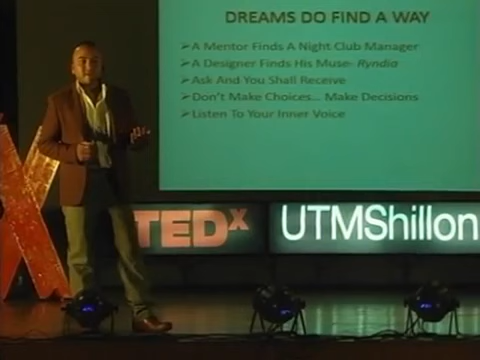 DREAMS DO FIND A WAY
➢A Mentor Finds A Night Club Manager
➢A Designer Finds His Muse- Ryndia
➢Ask And You Shall Receive
➢Don't Make Choices... Make Decisions
➢Listen To Your Inner Voice
X
TEDx
UTMShillon